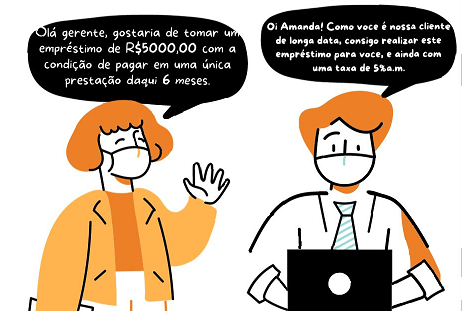 Olá gerente, gostaria de tomar um
empréstimo de R$5000,00 com a
condição de pagar em uma única
prestação daqui 6 meses.
Oi Amanda! Como voce é nossa cliente
de longa data, consigo realizar este
empréstimo para voce, e ainda com
uma taxa de 5%a.m.